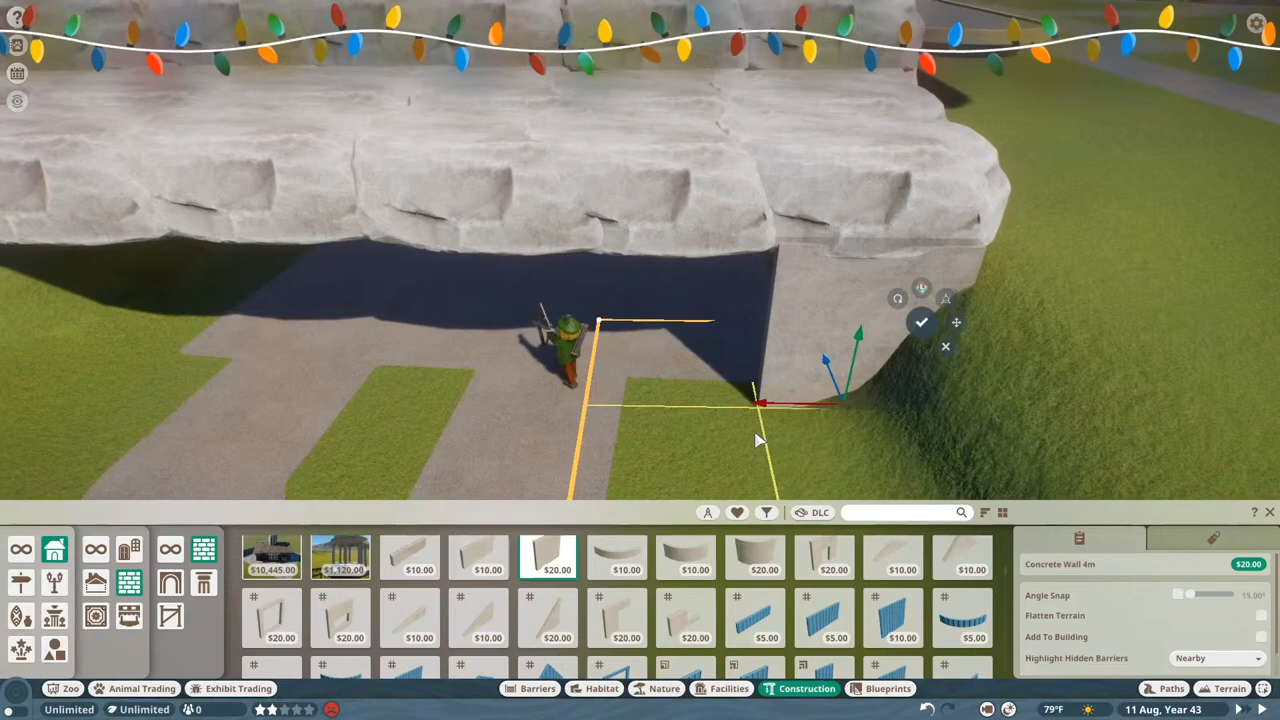 DLC
?
$10,445.00 $1,120.00 $10.00 $10.00 $20.00 $10.00 $10.00 $20.00 $20.00 $10.00 $10.00
$20.00 $20.00 $10.00 $10.00 $20.00 $20.00 $20.00 $5.00 $5.00 $10.00 $5.00
Concrete Wall 4m $20.00
Angle Snap 15.00°
Flatten Terrain
Add To Building
Highlight Hidden Barriers Nearby
Zoo Animal Trading Exhibit Trading Barriers Habitat Nature Facilities Construction Blueprints Paths Terrain
Unlimited Unlimited 0 79°F 11 Aug, Year 43